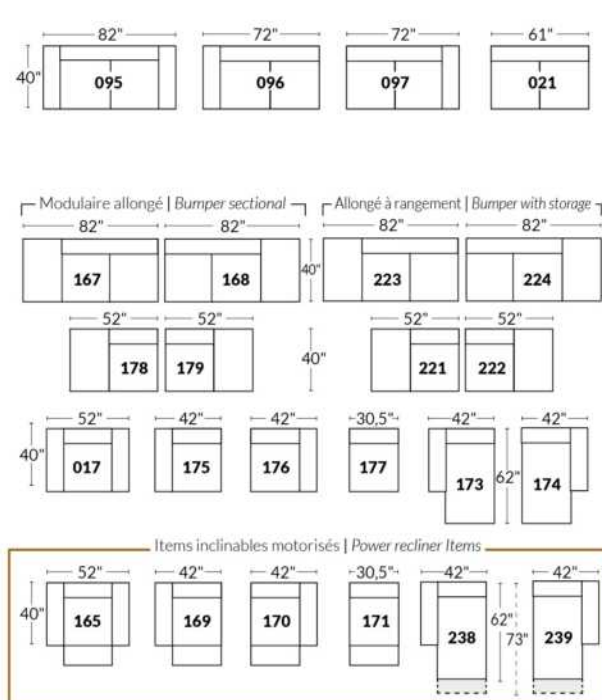 82" 72" 72" 61"
40" 095 096 097 021
Modulaire allongé | Bumper sectional Allongé à rangement | Bumper with storage
82" 82" 82" 82"
167 168 40" 223 224
52" 52" 52" 52"
178 179 40" 221 222
52" 42" 42" 30,5" 42" 42"
40" 017 175 176 177 173 62" 174
Items inclinables motorisés | Power recliner Items
52" 42" 42" 30,5" 42" 42"
40" 165 169 170 171 238 62" 73" 239